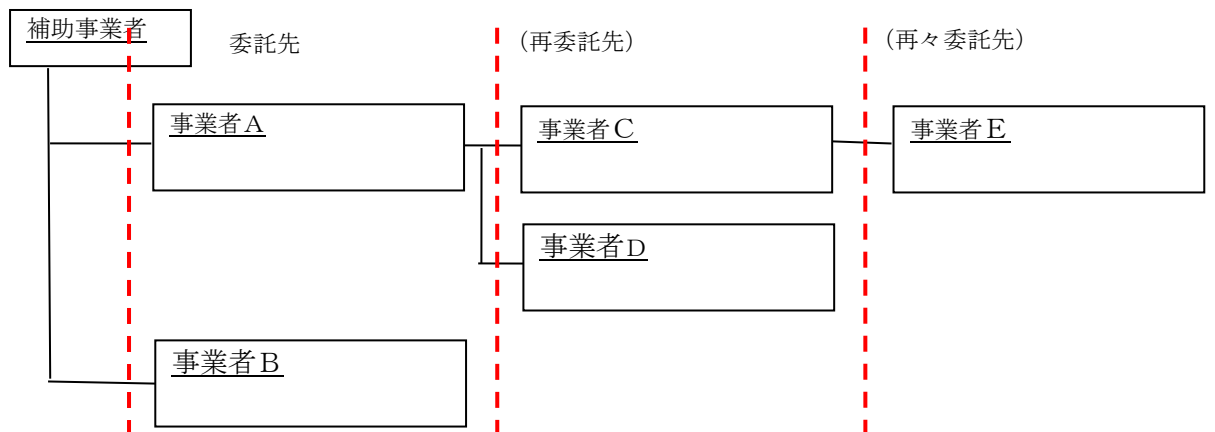 補助事業者
委託先
(再委託先)
(再々委託先)
事業者A
事業者C
事業者E
事業者D
事業者B